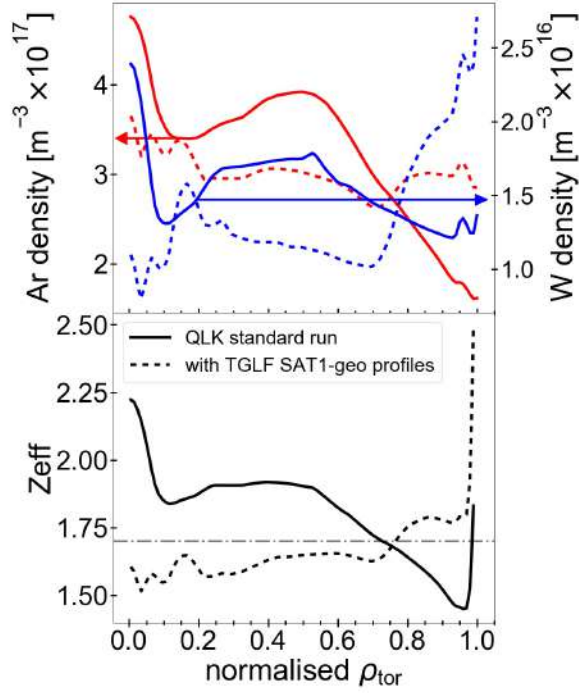 Ar density [m⁻³ ×10¹⁷]
4
3
2
W density [m⁻³ ×10¹⁶]
2.5
2.0
1.5
1.0
Zeff
2.50
2.25
2.00
1.75
1.50
QLK standard run
with TGLF SAT1-geo profiles
0.0 0.2 0.4 0.6 0.8 1.0
normalised ρtor